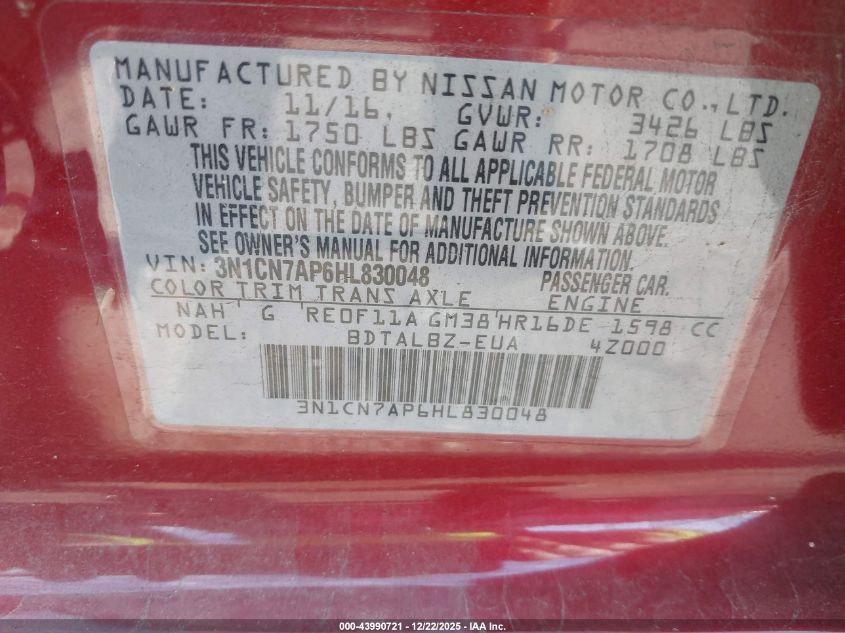 MANUFACTURED BY NISSAN MOTOR CO., LTD.
DATE: 11/16, GVWR: 3426 LBS
GAWR FR: 1750 LBS GAWR RR: 1708 LBS
THIS VEHICLE CONFORMS TO ALL APPLICABLE FEDERAL MOTOR
VEHICLE SAFETY, BUMPER AND THEFT PREVENTION STANDARDS
IN EFFECT ON THE DATE OF MANUFACTURE SHOWN ABOVE.
SEE OWNER'S MANUAL FOR ADDITIONAL INFORMATION.
VIN: 3N1CN7AP6HL830048 PASSENGER CAR.
COLOR TRIM TRANS AXLE ENGINE
NAH G RE0F11A GM38 HR16DE 1598 CC
MODEL: BDTALBZ-EUA 4Z000
3N1CN7AP6HL830048
000-43990721 - 12/22/2025 - IAA Inc.